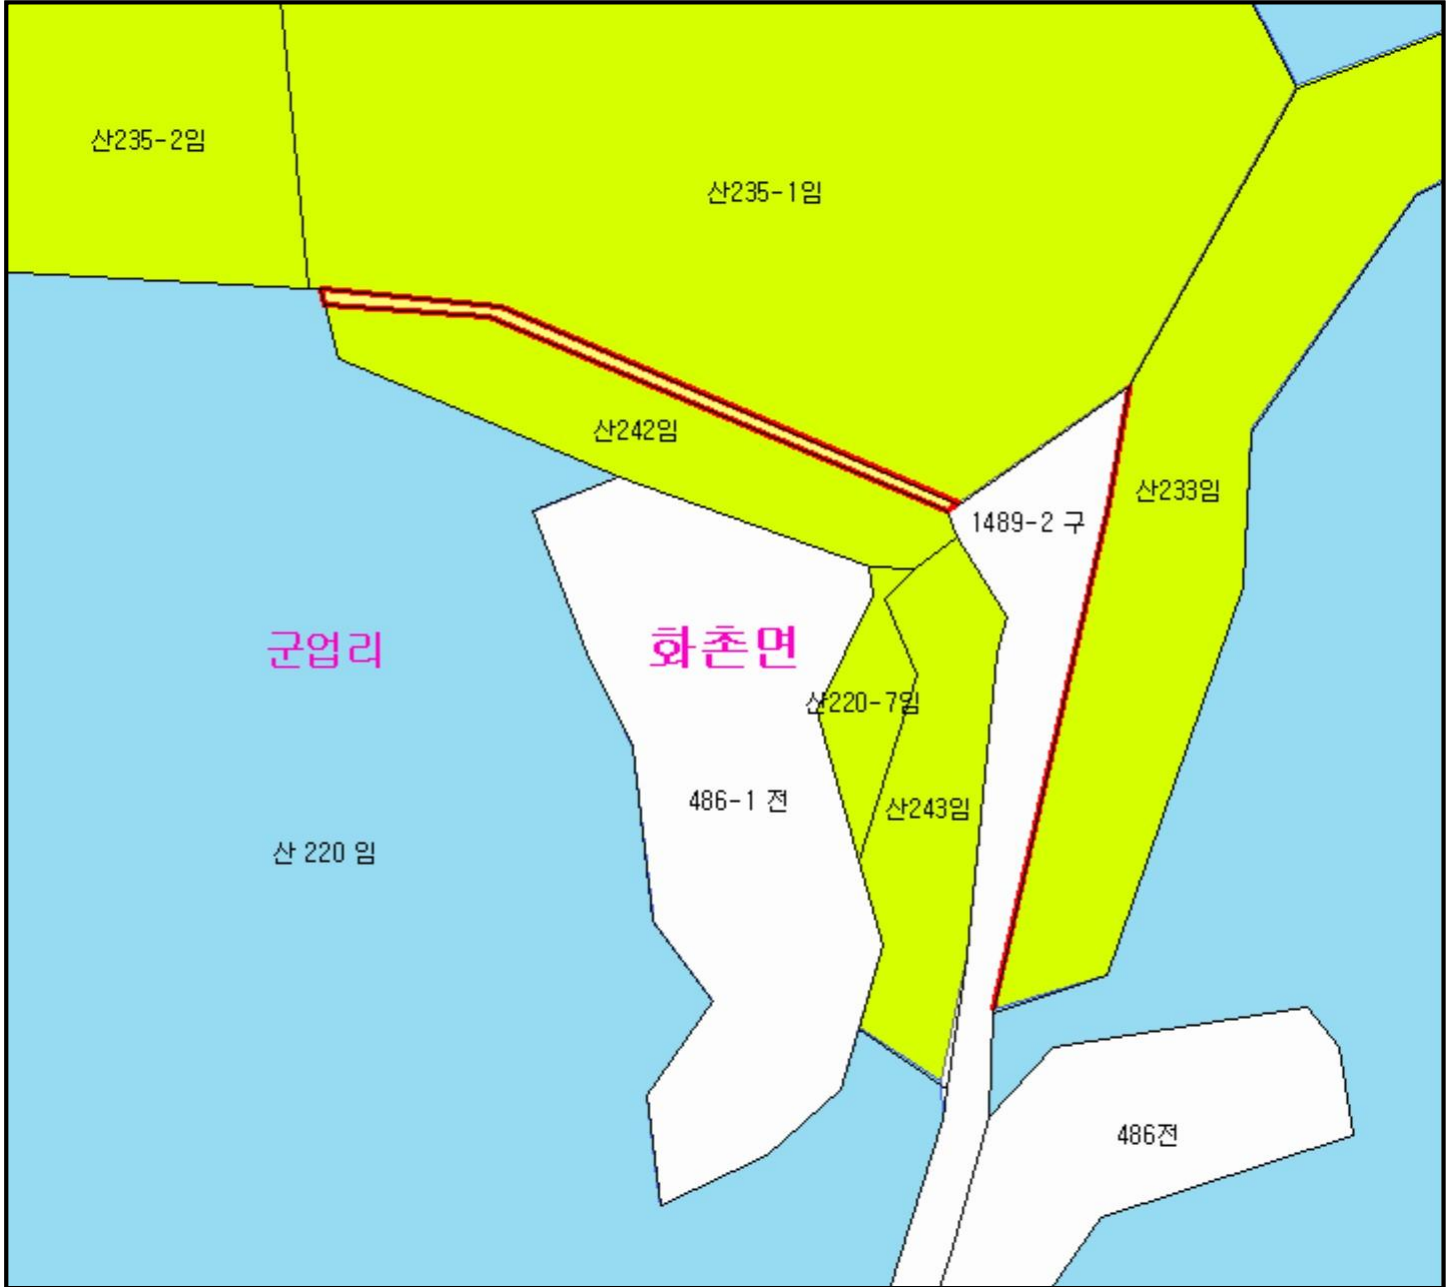 산235-2임
산235-1임
산242임
산233임
1489-2 구
군업리
화촌면
산220-7임
486-1 전
산243임
산 220 임
486전